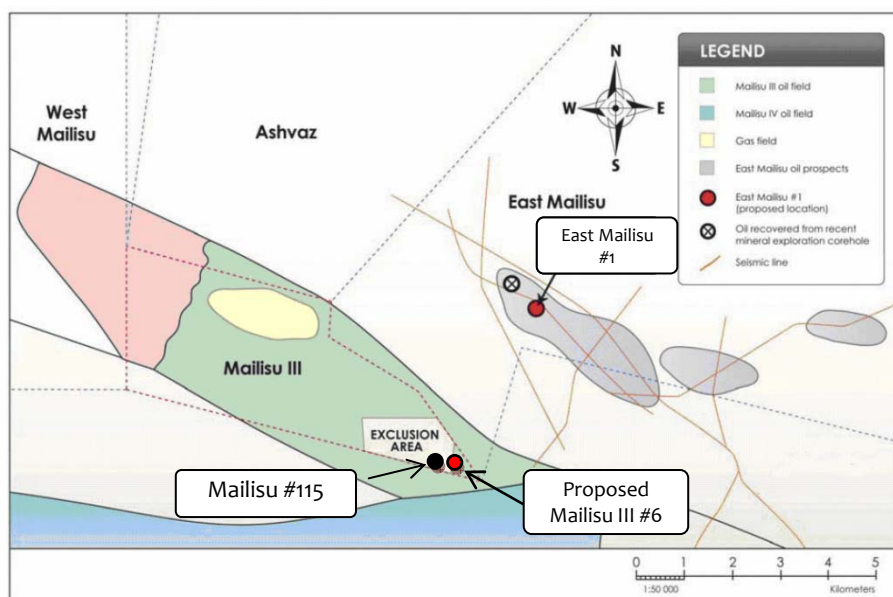 West
Mailisu
Ashvaz
N
W
E
S
East Mailisu
East Mailisu
#1
LEGEND
Mailisu III oil field
Mailisu IV oil field
Gas field
East Mailisu oil prospects
East Mailisu #1
(proposed location)
Oil recovered from recent
mineral exploration corehole
Seismic line
Mailisu III
EXCLUSION
AREA
Mailisu #115
Proposed
Mailisu III #6
0 1 2 3 4 5
1:50 000
Kilometers